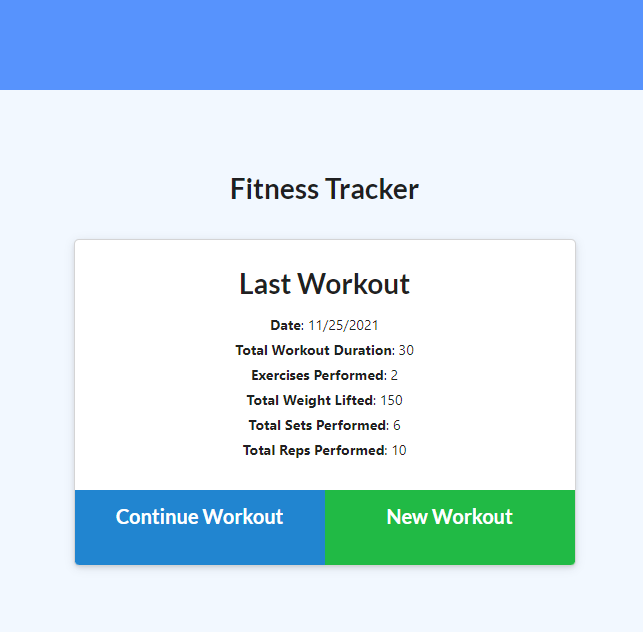 Fitness Tracker
Last Workout
Date: 11/25/2021
Total Workout Duration: 30
Exercises Performed: 2
Total Weight Lifted: 150
Total Sets Performed: 6
Total Reps Performed: 10
Continue Workout
New Workout